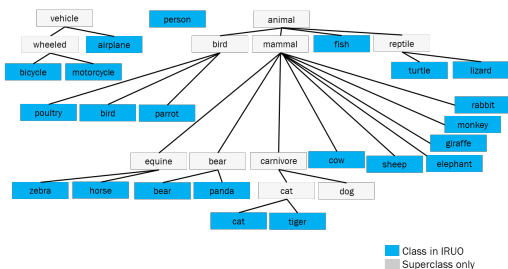 vehicle
person
animal
wheeled
airplane
bird
mammal
fish
reptile
bicycle
motorcycle
turtle
lizard
poultry
bird
parrot
rabbit
monkey
giraffe
equine
bear
carnivore
cow
sheep
elephant
zebra
horse
bear
panda
cat
dog
cat
tiger
Class in IRUO
Superclass only